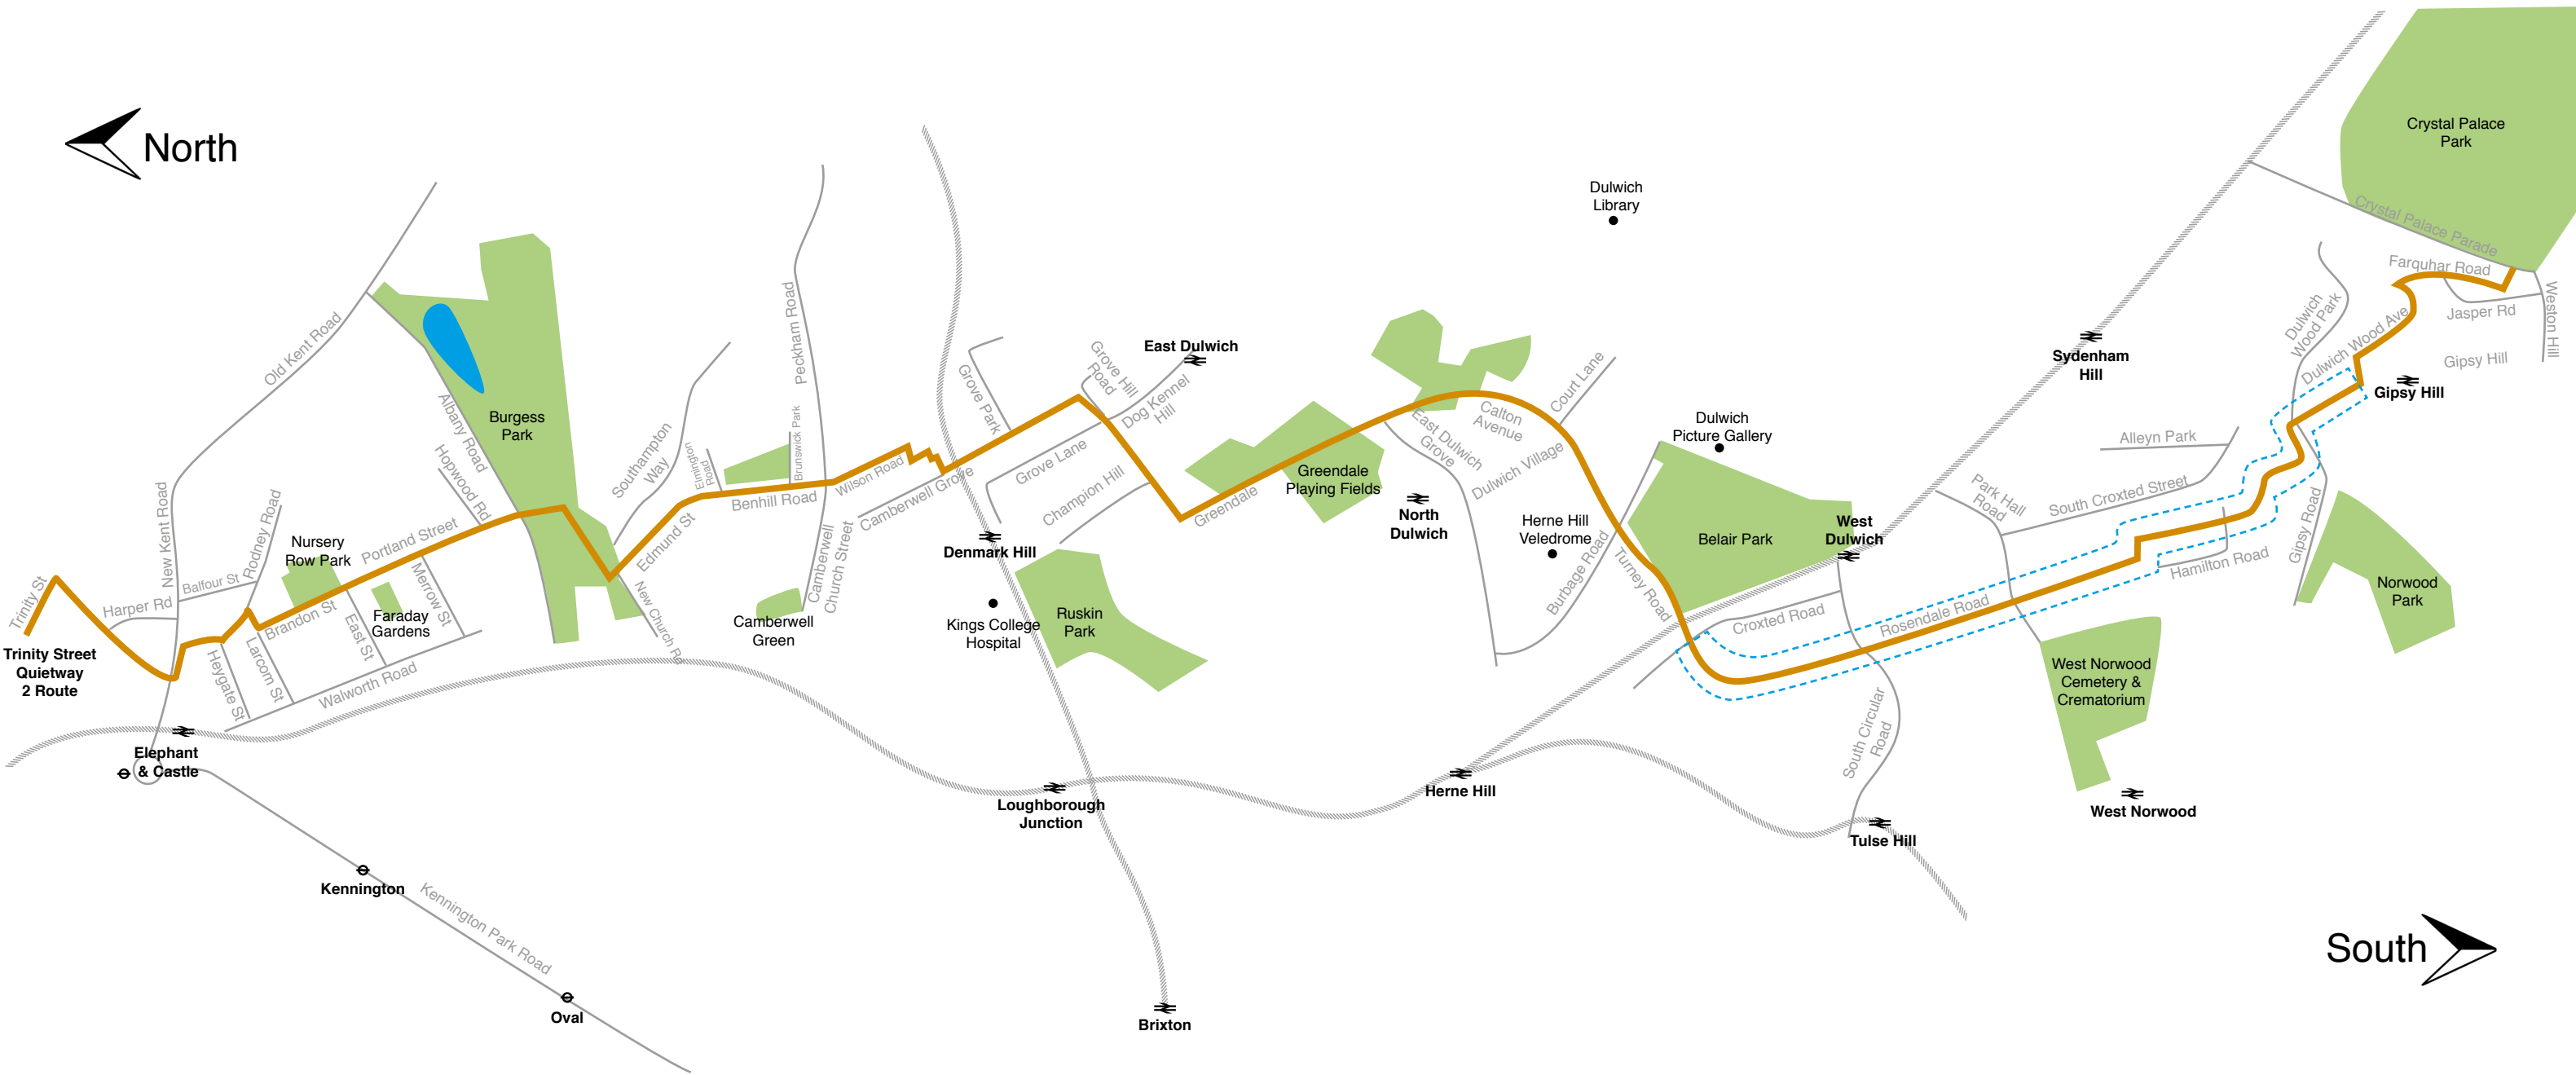 North
Trinity St
Trinity Street
Quietway
2 Route
Harper Rd
New Kent Road
Balfour St
Rodney Road
Old Kent Road
Heygate St
Larcom St
Brandon St
Nursery
Row Park
East St
Faraday
Gardens
Portland Street
Merrow St
Walworth Road
Elephant
& Castle
Kennington
Kennington Park Road
Oval
Albany Road
Hopwood Rd
Burgess
Park
Southampton
Way
New Church Rd
Edmund St
Elmington
Road
Benhill Road
Brunswick Park
Peckham Road
Camberwell
Green
Camberwell
Church Street
Wilson Road
Camberwell Grove
Grove Park
Grove Lane
Denmark Hill
Kings College
Hospital
Ruskin
Park
Champion Hill
Grove Hill
Road
Dog Kennel
Hill
East Dulwich
Loughborough
Junction
Brixton
Greendale
Greendale
Playing Fields
North
Dulwich
East Dulwich
Grove
Calton
Avenue
Court Lane
Dulwich Village
Dulwich
Library
Herne Hill
Veledrome
Burbage Road
Turney Road
Herne Hill
Dulwich
Picture Gallery
Belair Park
West
Dulwich
Croxted Road
Rosendale Road
South Circular
Road
Tulse Hill
Sydenham
Hill
Park Hall
Road
South Croxted Street
Alleyn Park
West Norwood
Cemetery &
Crematorium
West Norwood
Hamilton Road
Gipsy Road
Norwood
Park
Dulwich
Wood Park
Dulwich Wood Ave
Gipsy Hill
Gipsy Hill
Farquhar Road
Jasper Rd
Weston Hill
Crystal Palace Parade
Crystal Palace
Park
South